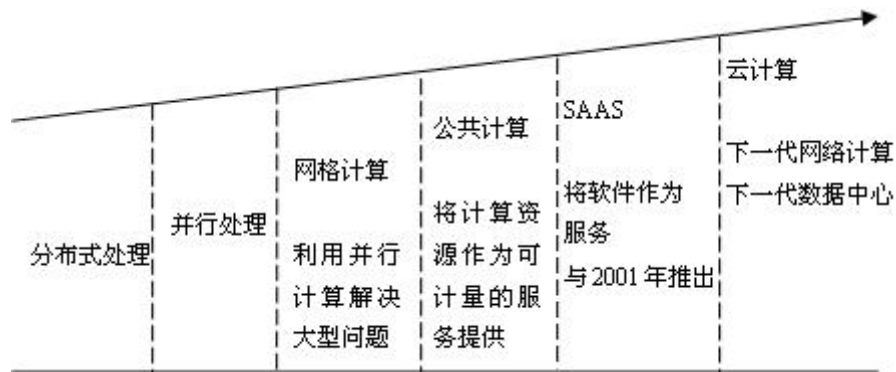 分布式处理
并行处理
网格计算
利用并行
计算解决
大型问题
公共计算
将计算资
源作为可
计量的服
务提供
SAAS
将软件作为
服务
与2001年推出
云计算
下一代网络计算
下一代数据中心